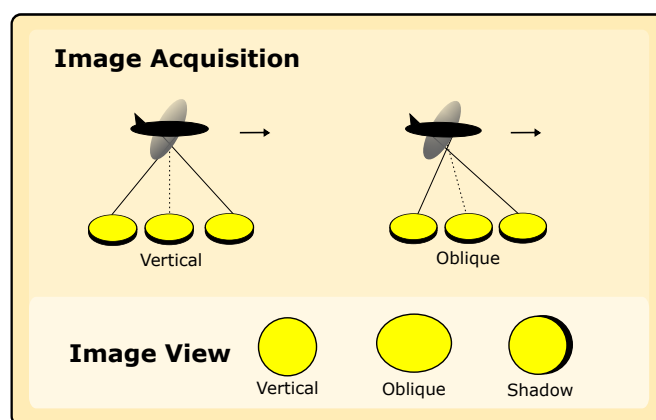 Image Acquisition
Vertical
Oblique
Image View
Vertical
Oblique
Shadow